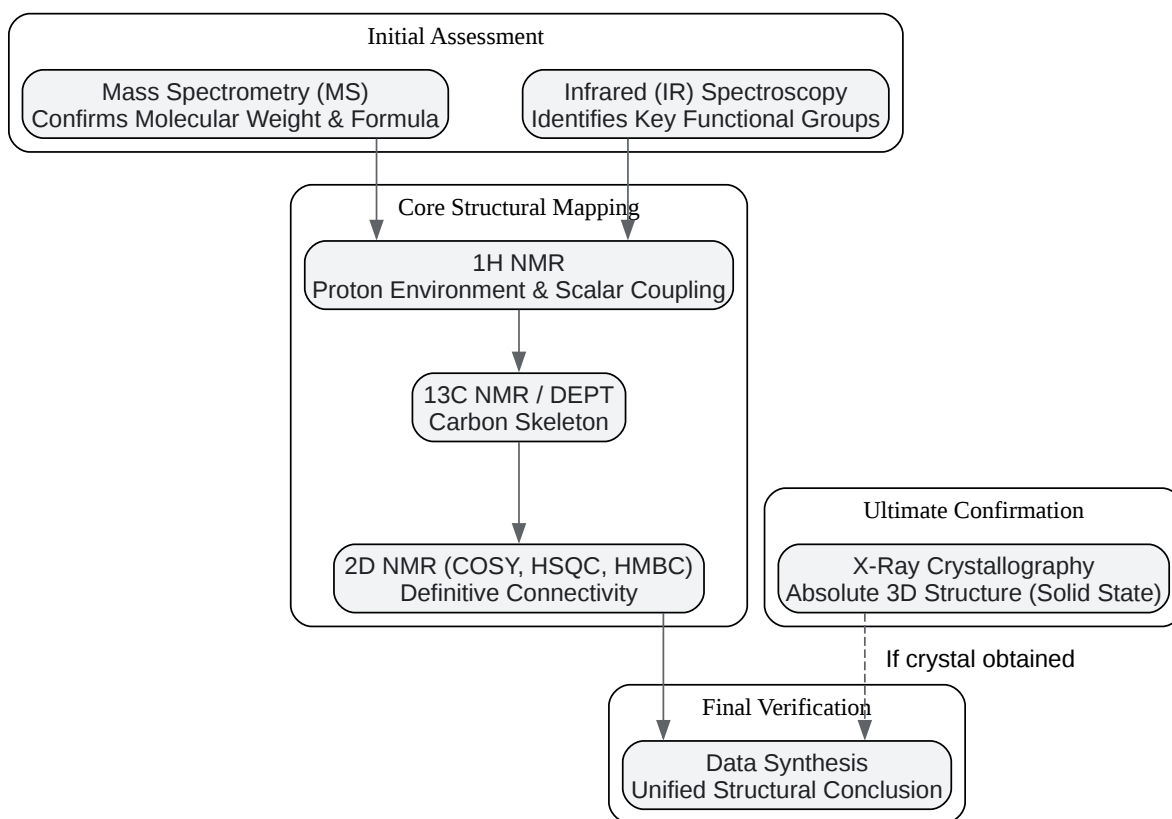 Initial Assessment
Mass Spectrometry (MS)
Confirms Molecular Weight & Formula
Infrared (IR) Spectroscopy
Identifies Key Functional Groups
Core Structural Mapping
1H NMR
Proton Environment & Scalar Coupling
13C NMR / DEPT
Carbon Skeleton
2D NMR (COSY, HSQC, HMBC)
Definitive Connectivity
Ultimate Confirmation
X-Ray Crystallography
Absolute 3D Structure (Solid State)
If crystal obtained
Final Verification
Data Synthesis
Unified Structural Conclusion